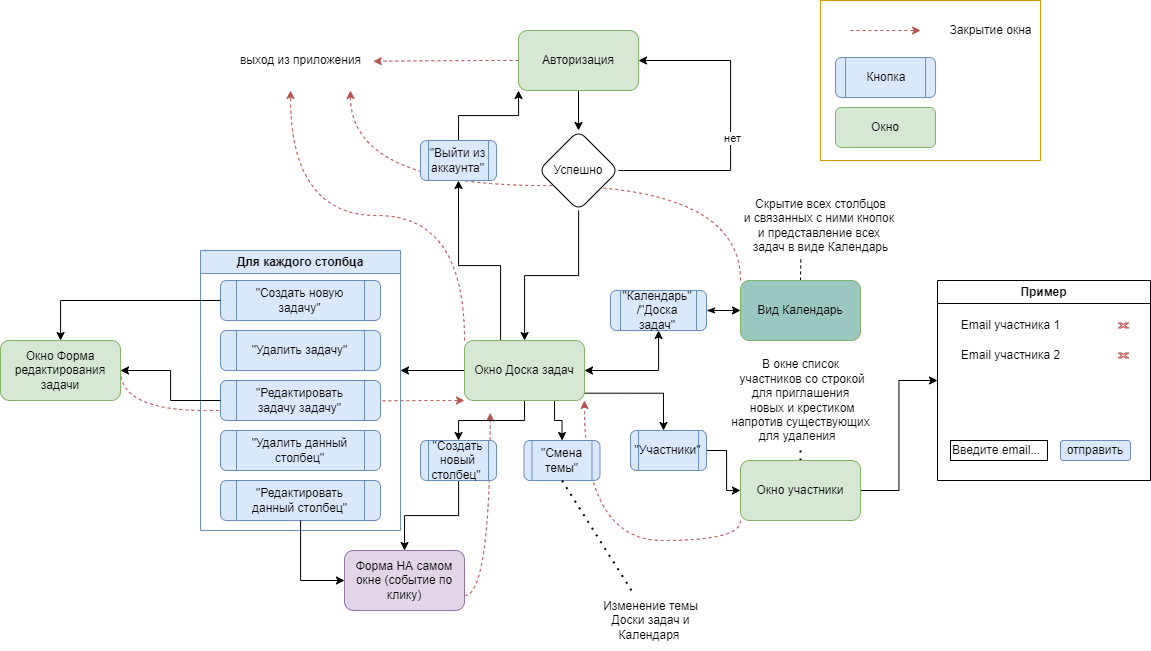 Закрытие окна
Кнопка
Окно
выход из приложения
Авторизация
нет
"Выйти из
аккаунта"
Успешно
Скрытие всех столбцов
и связанных с ними кнопок
и представление всех
задач в виде Календарь
Для каждого столбца
"Создать новую
задачу"
"Удалить задачу"
"Редактировать
задачу задачу"
"Удалить данный
столбец"
"Редактировать
данный столбец"
Окно Форма
редактирования
задачи
Окно Доска задач
"Календарь"
/"Доска
задач"
Вид Календарь
В окне список
участников со строкой
для приглашения
новых и крестиком
напротив существующих
для удаления
"Создать
новый
столбец"
"Смена
темы"
"Участники"
Окно участники
Пример
Email участника 1
Email участника 2
Введите email...
отправить
Форма НА самом
окне (событие по
клику)
Изменение темы
Доски задач и
Календаря